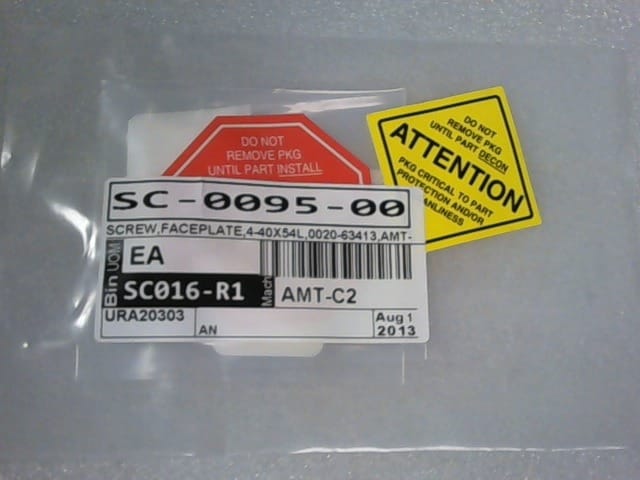 DO NOT
REMOVE PKG
UNTIL PART INSTALL
DO NOT
REMOVE PKG
UNTIL PART DECON
ATTENTION
PKG CRITICAL TO PART
PROTECTION AND/OR
ANLINESS
SC-0095-00
SCREW,FACEPLATE,4-40X54L,0020-63413,AMT-
UOM
EA
Bin
SC016-R1
Mach
AMT-C2
URA20303
AN
Aug 1
2013